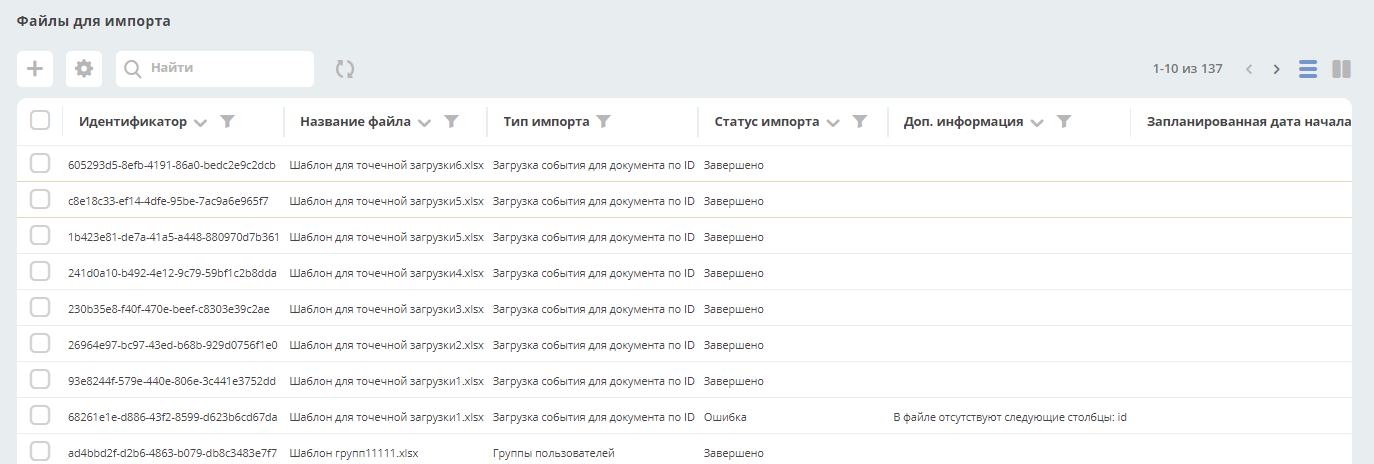 Файлы для импорта
Найти 1-10 из 137
Идентификатор Название файла Тип импорта Статус импорта Доп. информация Запланированная дата начала
605293d5-8efb-4191-86a0-bedc2e9c2dcb Шаблон для точечной загрузки6.xlsx Загрузка события для документа по ID Завершено
c8e18c33-ef14-4dfe-95be-7ac9a6e965f7 Шаблон для точечной загрузки5.xlsx Загрузка события для документа по ID Завершено
1b423e81-de7a-41a5-a448-880970d7b361 Шаблон для точечной загрузки5.xlsx Загрузка события для документа по ID Завершено
241d0a10-b492-4e12-9c79-59bf1c2b8dda Шаблон для точечной загрузки4.xlsx Загрузка события для документа по ID Завершено
230b35e8-f40f-470e-beef-c8303e39c2ae Шаблон для точечной загрузки3.xlsx Загрузка события для документа по ID Завершено
26964e97-bc97-43ed-b68b-929d0756f1e0 Шаблон для точечной загрузки2.xlsx Загрузка события для документа по ID Завершено
93e8244f-579e-440e-806e-3c441e3752dd Шаблон для точечной загрузки1.xlsx Загрузка события для документа по ID Завершено
68261e1e-d886-43f2-8599-d623b6cd67da Шаблон для точечной загрузки1.xlsx Загрузка события для документа по ID Ошибка В файле отсутствуют следующие столбцы: id
ad4bbd2f-d2b6-4863-b079-db8c3483e7f7 Шаблон групп11111.xlsx Группы пользователей Завершено